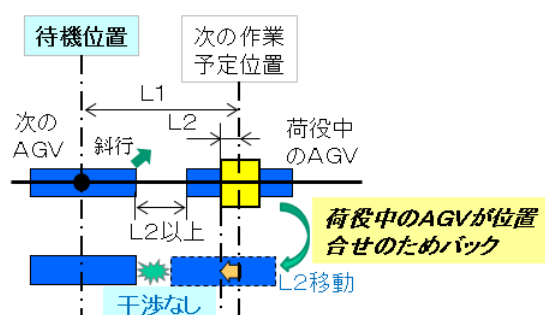 待機位置
次の作業
予定位置
L1
L2
次の
AGV
斜行
荷役中
のAGV
L2以上
荷役中のAGVが位置
合せのためバック
L2移動
干渉なし